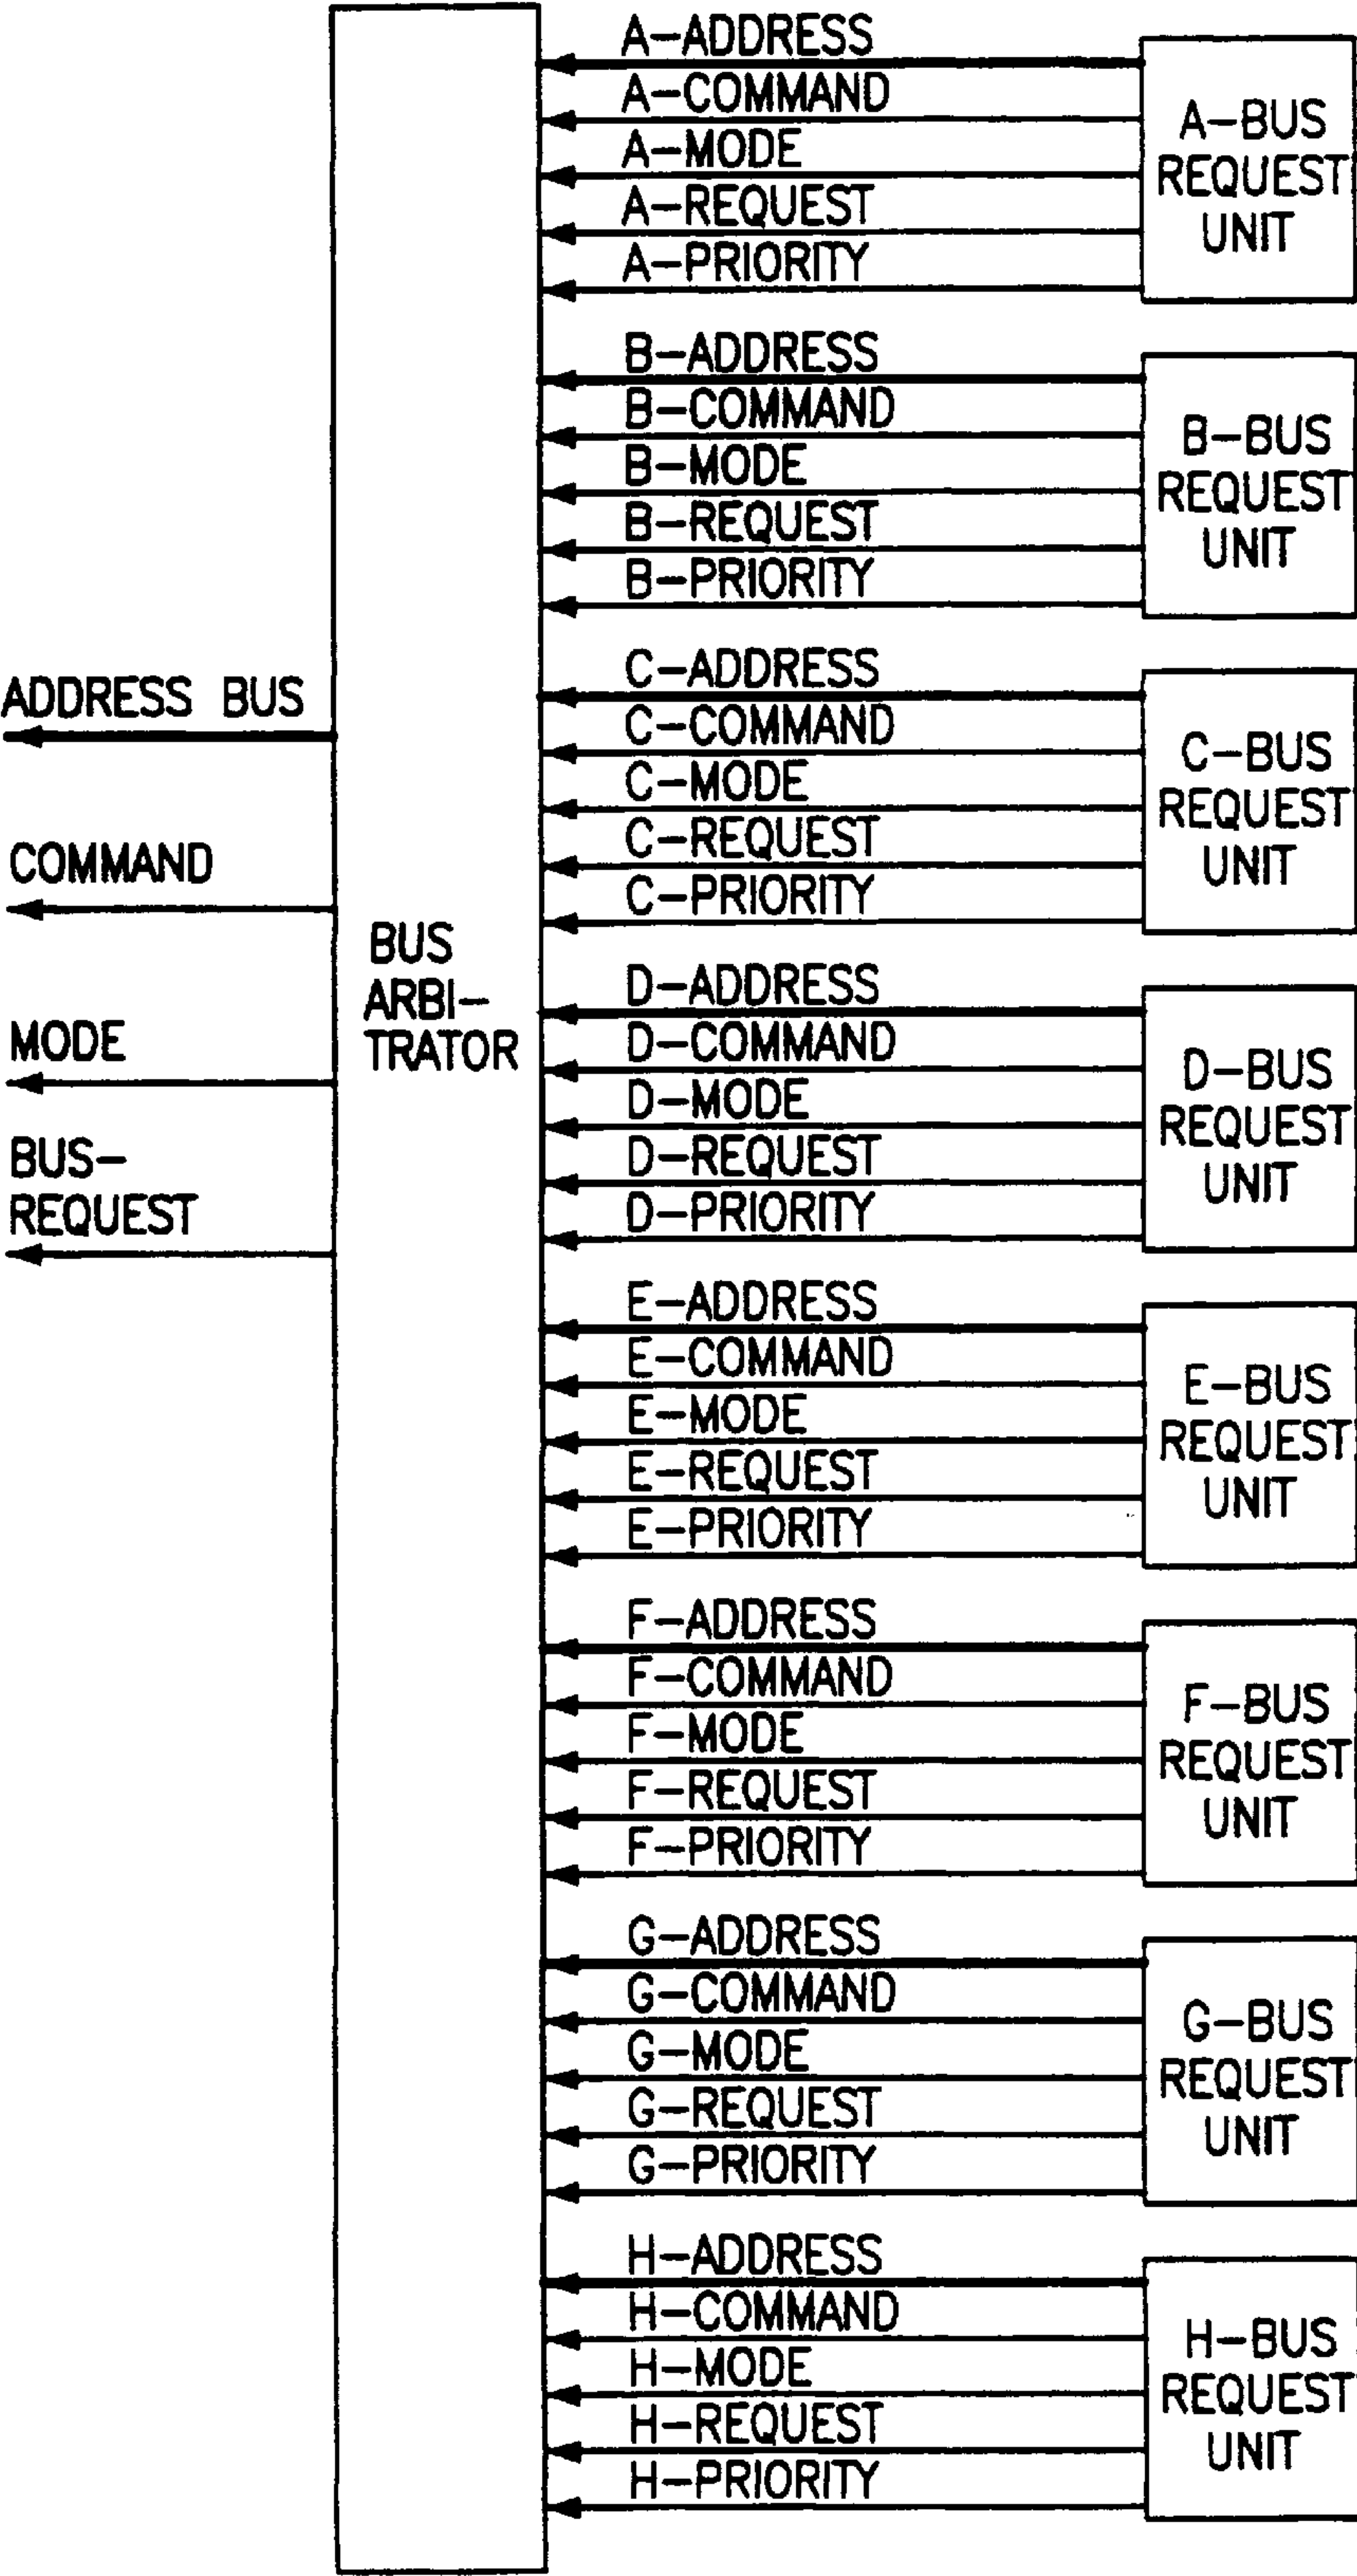 ADDRESS BUS
COMMAND
MODE
BUS-
REQUEST
BUS
ARBI-
TRATOR
A-ADDRESS
A-COMMAND
A-MODE
A-REQUEST
A-PRIORITY
A-BUS
REQUEST
UNIT
B-ADDRESS
B-COMMAND
B-MODE
B-REQUEST
B-PRIORITY
B-BUS
REQUEST
UNIT
C-ADDRESS
C-COMMAND
C-MODE
C-REQUEST
C-PRIORITY
C-BUS
REQUEST
UNIT
D-ADDRESS
D-COMMAND
D-MODE
D-REQUEST
D-PRIORITY
D-BUS
REQUEST
UNIT
E-ADDRESS
E-COMMAND
E-MODE
E-REQUEST
E-PRIORITY
E-BUS
REQUEST
UNIT
F-ADDRESS
F-COMMAND
F-MODE
F-REQUEST
F-PRIORITY
F-BUS
REQUEST
UNIT
G-ADDRESS
G-COMMAND
G-MODE
G-REQUEST
G-PRIORITY
G-BUS
REQUEST
UNIT
H-ADDRESS
H-COMMAND
H-MODE
H-REQUEST
H-PRIORITY
H-BUS
REQUEST
UNIT